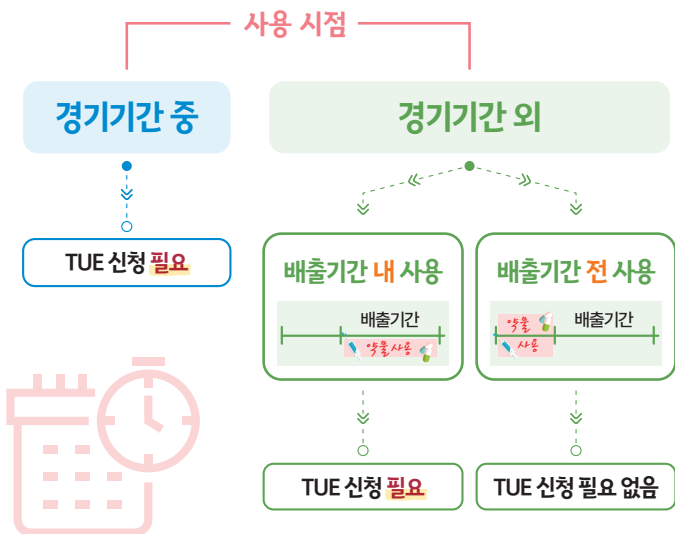 사용 시점
경기기간 중
경기기간 외
TUE 신청 필요
배출기간 내 사용
배출기간 전 사용
배출기간
약물사용
약물
배출기간
사용
TUE 신청 필요
TUE 신청 필요 없음